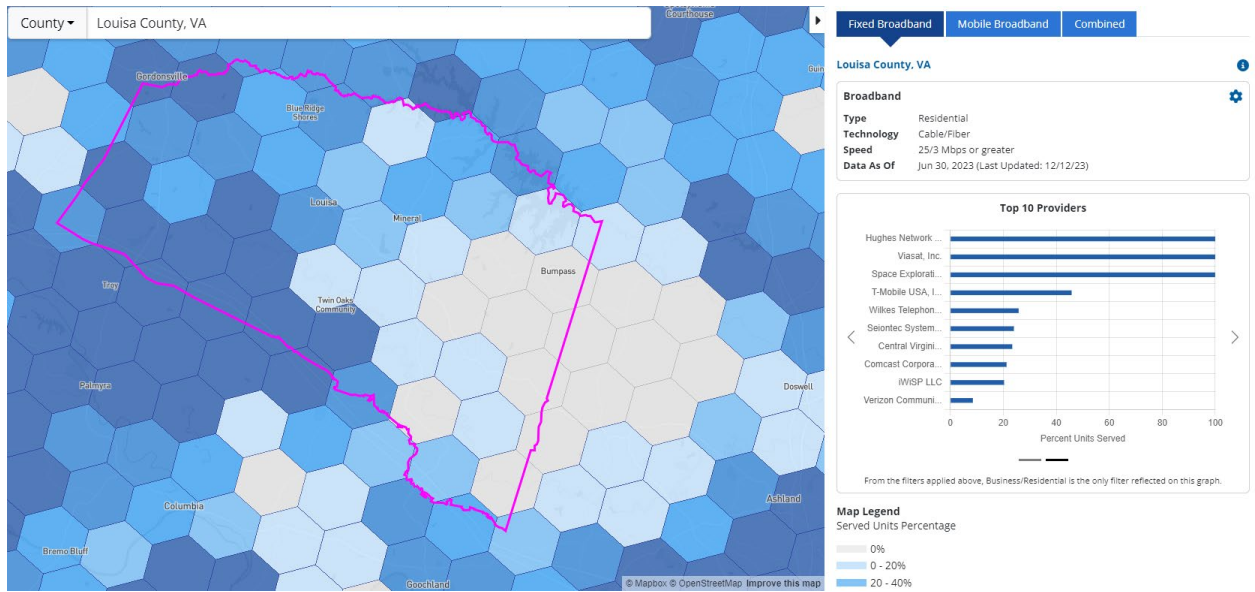 County
Louisa County, VA
Courthouse
Gordonsville
Blue Ridge
Shores
Louisa
Mineral
Bumpass
Troy
Twin Oaks
Community
Palmyra
Doswell
Columbia
Ashland
Bremo Bluff
Goochland
© Mapbox © OpenStreetMap Improve this map
Fixed Broadband
Mobile Broadband
Combined
Louisa County, VA
Broadband
Type Residential
Technology Cable/Fiber
Speed 25/3 Mbps or greater
Data As Of Jun 30, 2023 (Last Updated: 12/12/23)
Top 10 Providers
Hughes Network ...
Viasat, Inc.
Space Explorati...
T-Mobile USA, I...
Wilkes Telephon...
Seiontec System...
Central Virgini...
Comcast Corpora...
iWiSP LLC
Verizon Communi...
0 20 40 60 80 100
Percent Units Served
From the filters applied above, Business/Residential is the only filter reflected on this graph.
Map Legend
Served Units Percentage
0%
0 - 20%
20 - 40%